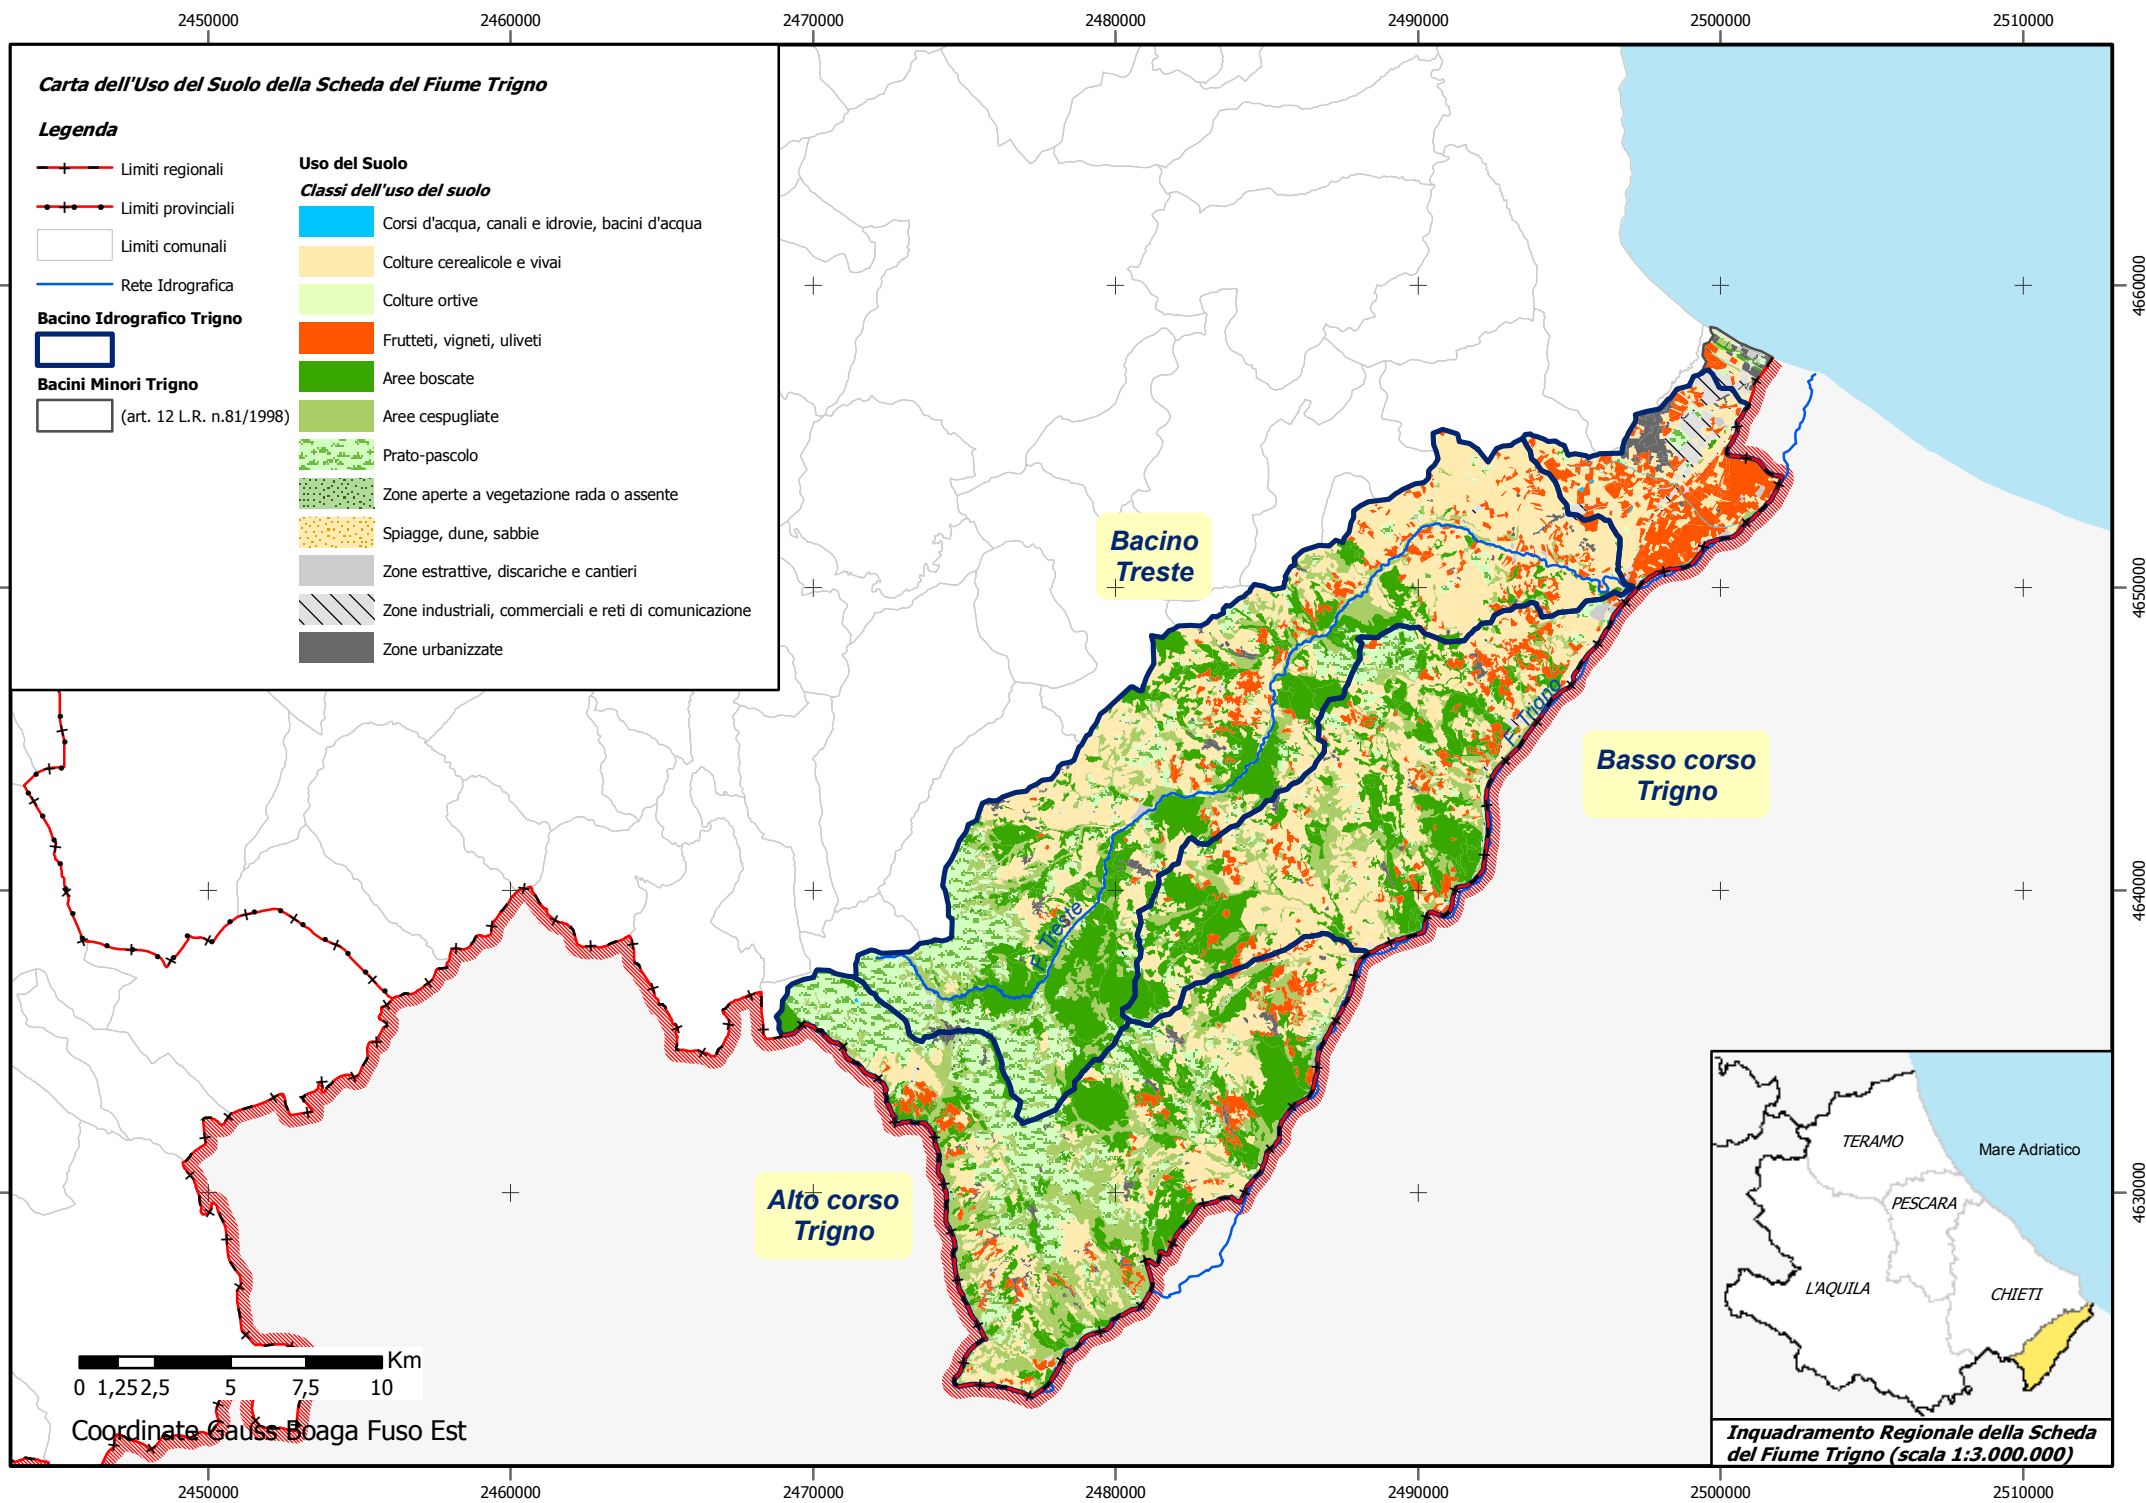 2450000 2460000 2470000 2480000 2490000 2500000 2510000
Carta dell'Uso del Suolo della Scheda del Fiume Trigno
Legenda
Limiti regionali
Limiti provinciali
Limiti comunali
Rete Idrografica
Bacino Idrografico Trigno
Bacini Minori Trigno
(art. 12 L.R. n.81/1998)
Uso del Suolo
Classi dell'uso del suolo
Corsi d'acqua, canali e idrovie, bacini d'acqua
Colture cerealicole e vivai
Colture ortive
Frutteti, vigneti, uliveti
Aree boscate
Aree cespugliate
Prato-pascolo
Zone aperte a vegetazione rada o assente
Spiagge, dune, sabbie
Zone estrattive, discariche e cantieri
Zone industriali, commerciali e reti di comunicazione
Zone urbanizzate
4660000
4650000
4640000
4630000
Bacino
Treste
Basso corso
Trigno
Alto corso
Trigno
F. Trigno
F. Treste
Km
0 1,25 2,5 5 7,5 10
Coordinate Gauss Boaga Fuso Est
TERAMO
Mare Adriatico
PESCARA
L'AQUILA
CHIETI
Inquadramento Regionale della Scheda
del Fiume Trigno (scala 1:3.000.000)
2450000 2460000 2470000 2480000 2490000 2500000 2510000